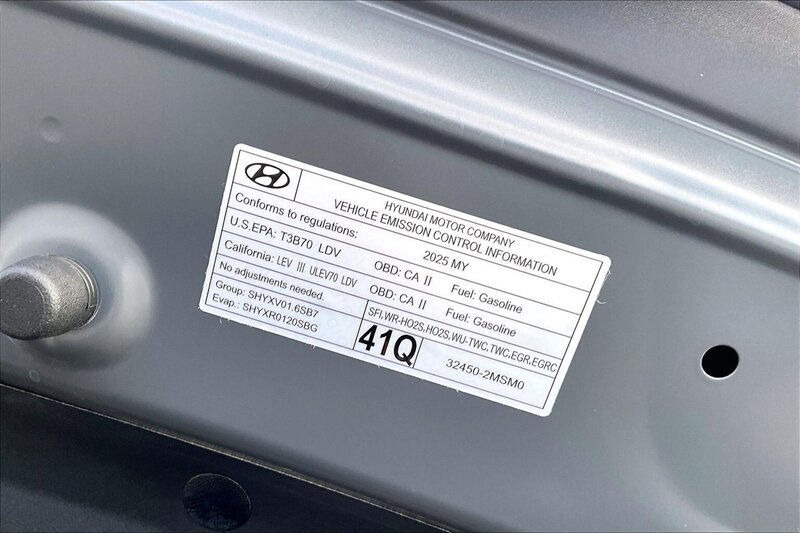 HYUNDAI MOTOR COMPANY
VEHICLE EMISSION CONTROL INFORMATION
Conforms to regulations: 2025 MY
U.S.EPA: T3B70 LDV OBD: CA II Fuel: Gasoline
California: LEV III ULEV70 LDV OBD: CA II Fuel: Gasoline
No adjustments needed. SFI,WR-HO2S,HO2S,WU-TWC,TWC,EGR,EGRC
Group: SHYXV01.6SB7
Evap.: SHYXR0120SBG
41Q
32450-2MSM0